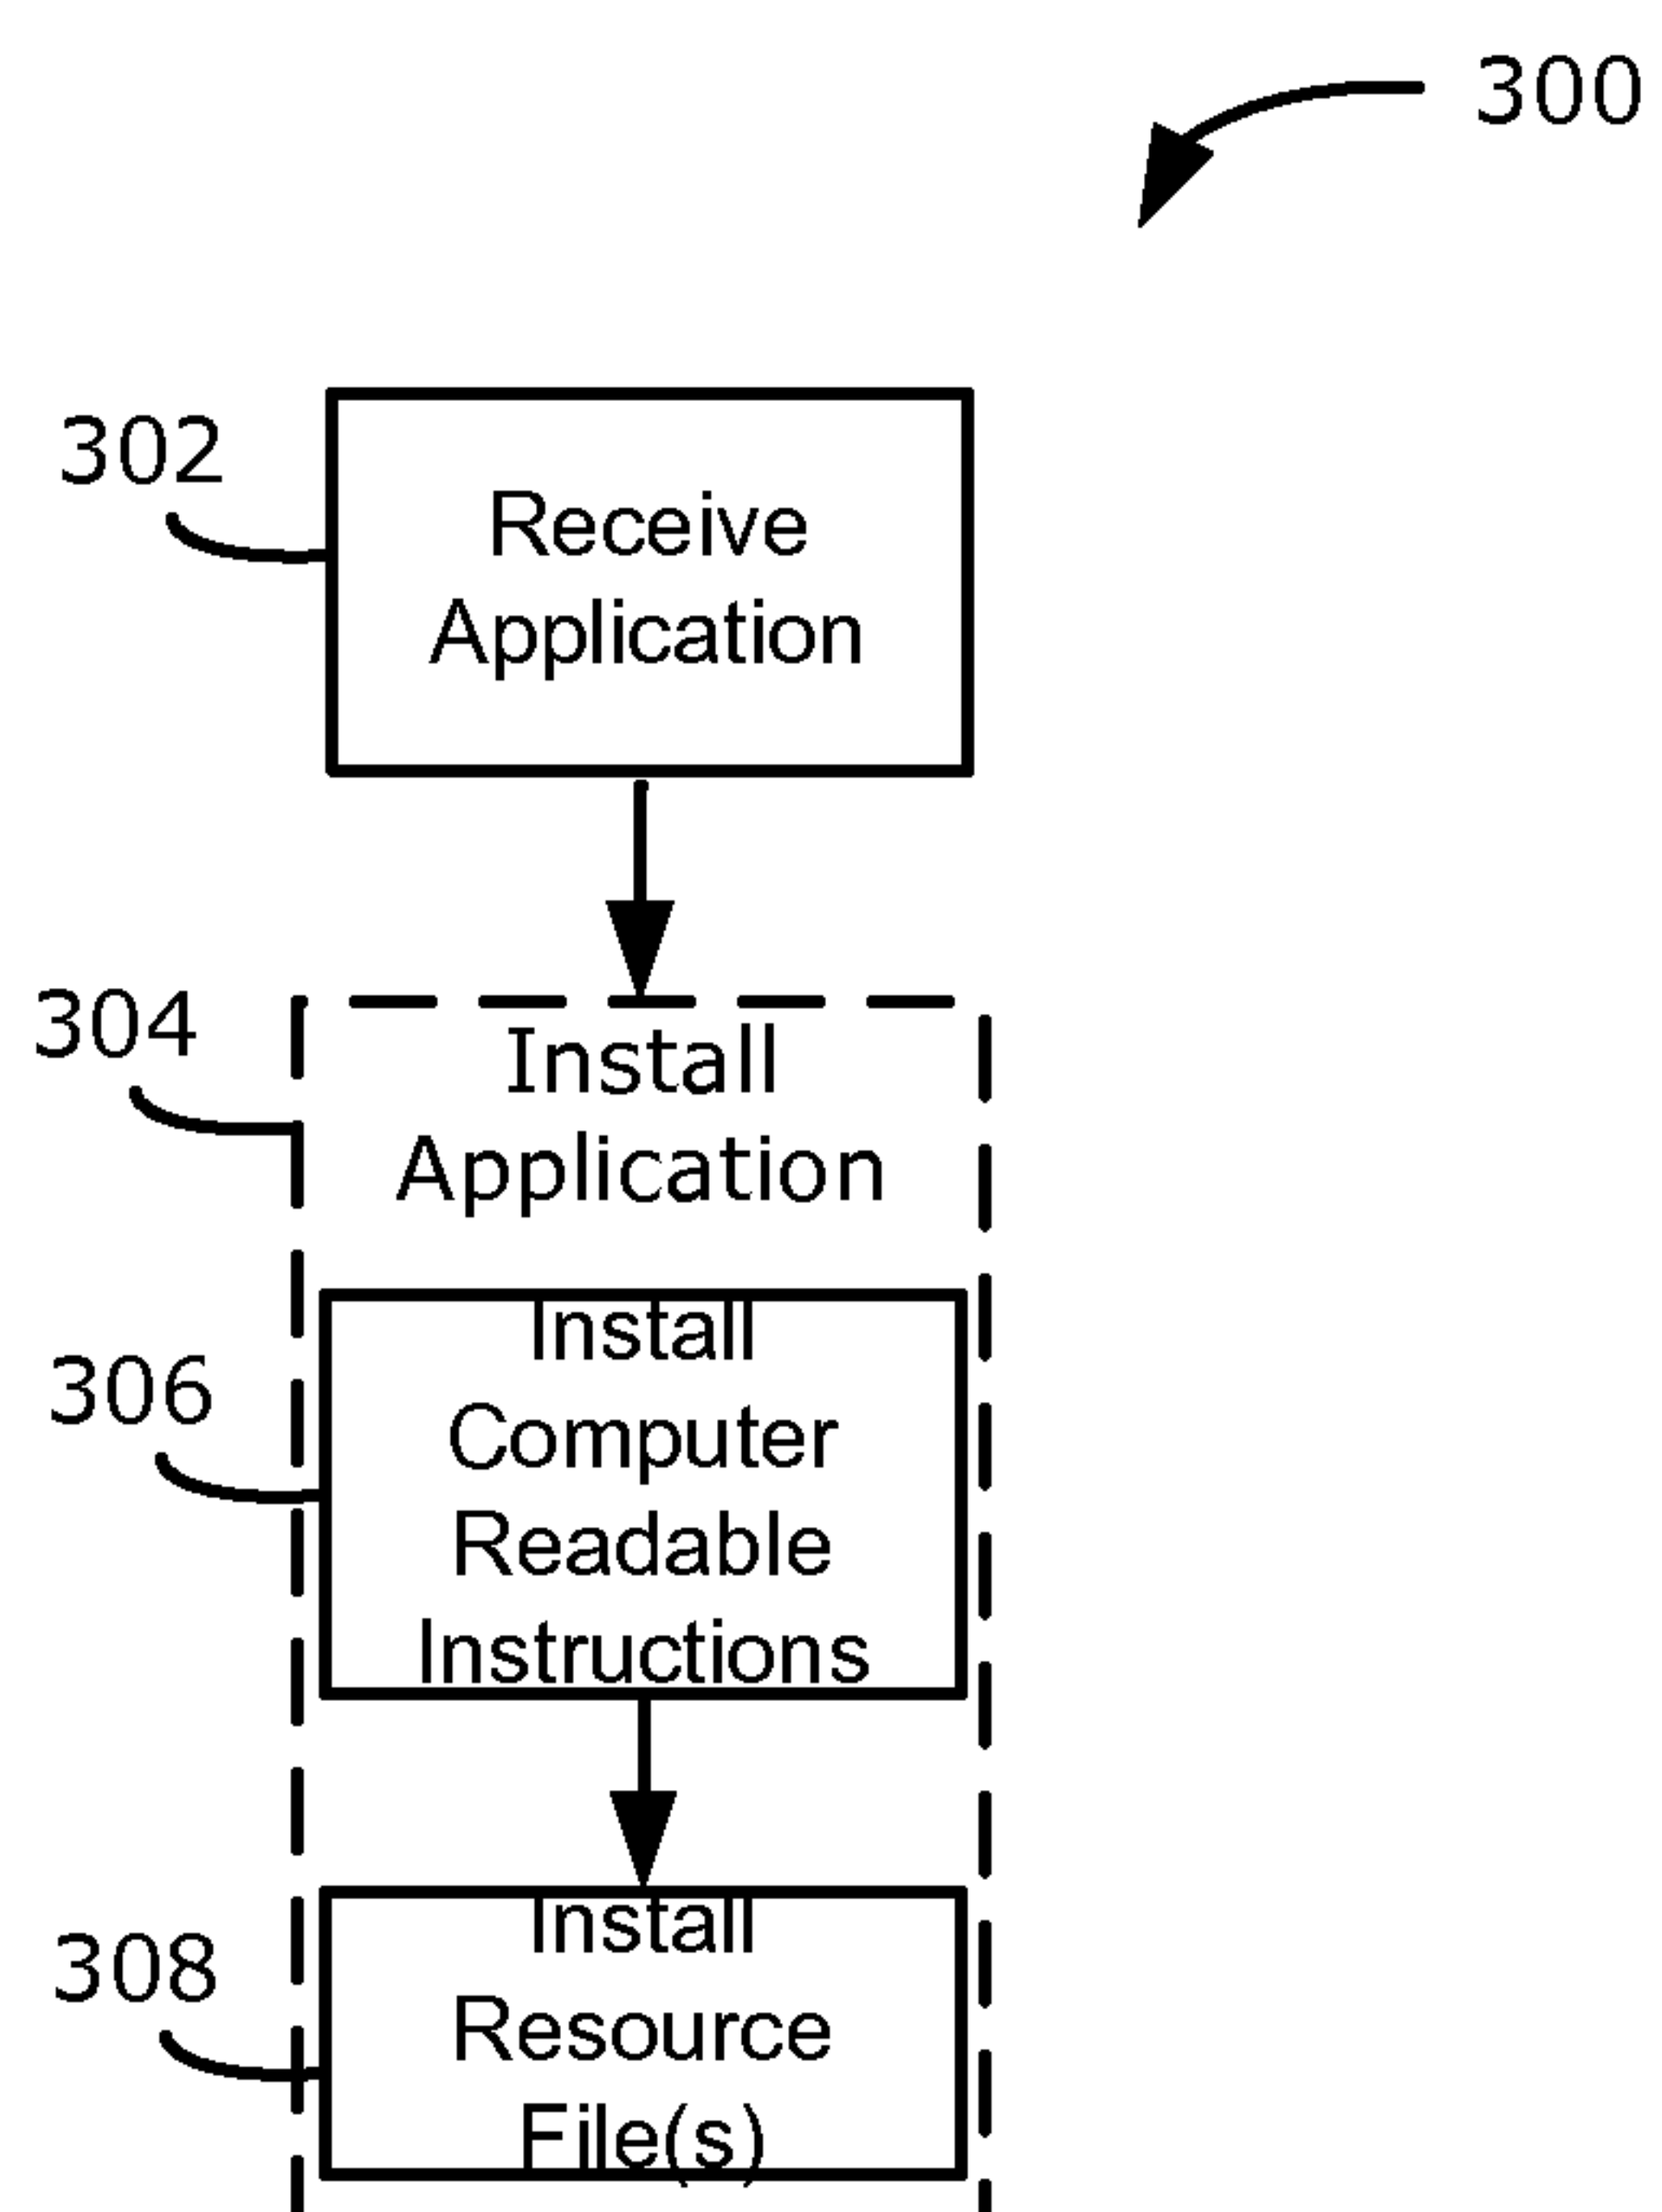 300
302
Receive
Application
304
Install
Application
306
Install
Computer
Readable
Instructions
308
Install
Resource
File(s)